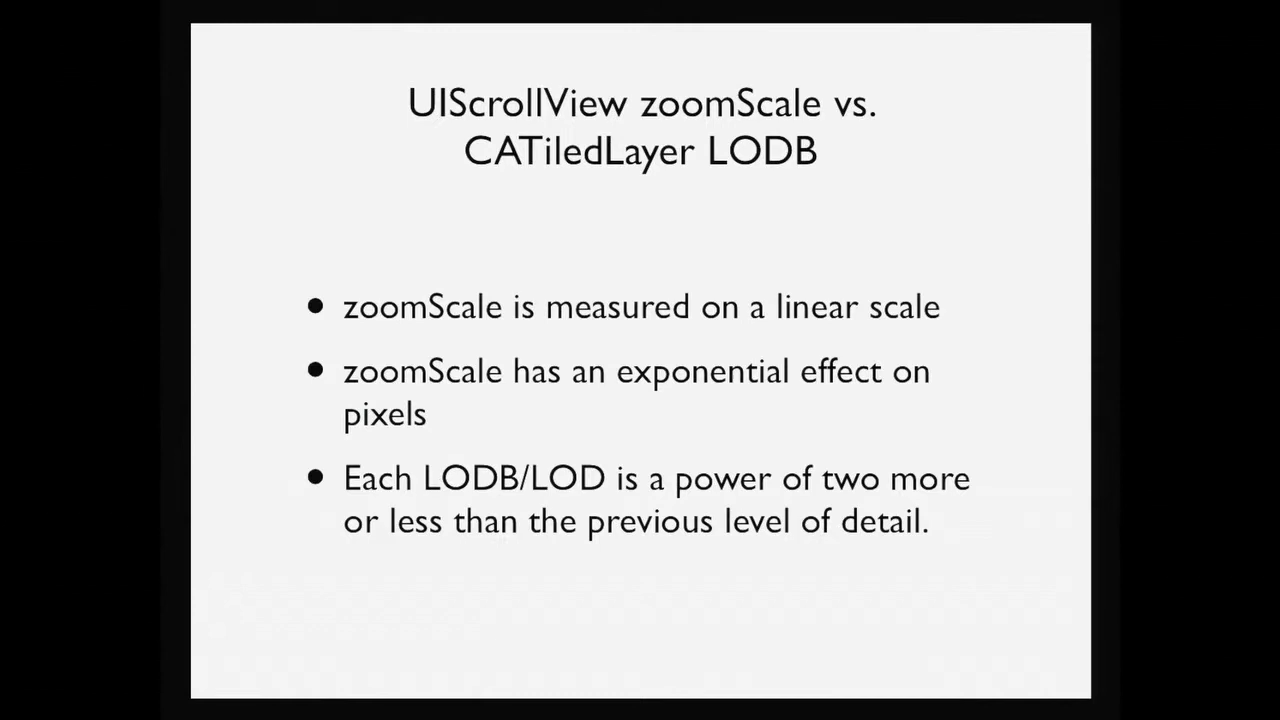 UIScrollView zoomScale vs.
CATiledLayer LODB
• zoomScale is measured on a linear scale
• zoomScale has an exponential effect on
pixels
• Each LODB/LOD is a power of two more
or less than the previous level of detail.